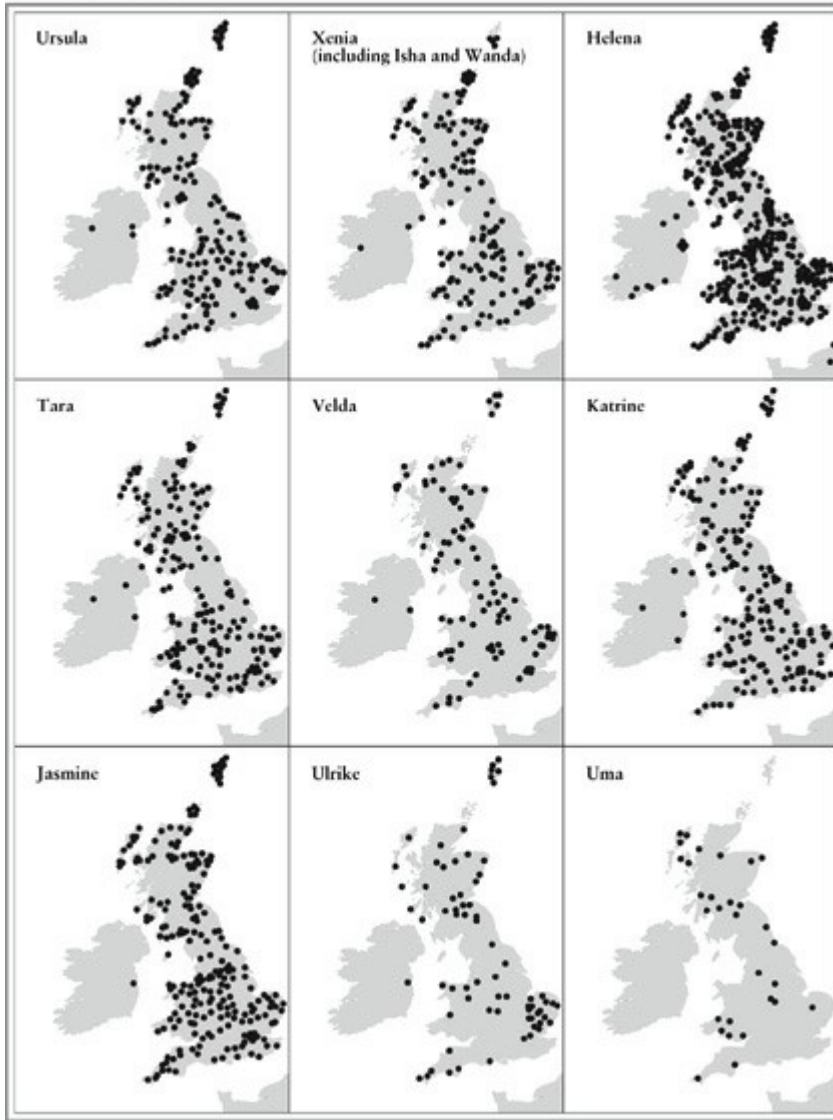 Ursula
Xenia
(including Isha and Wanda)
Helena
Tara
Velda
Katrine
Jasmine
Ulrike
Uma